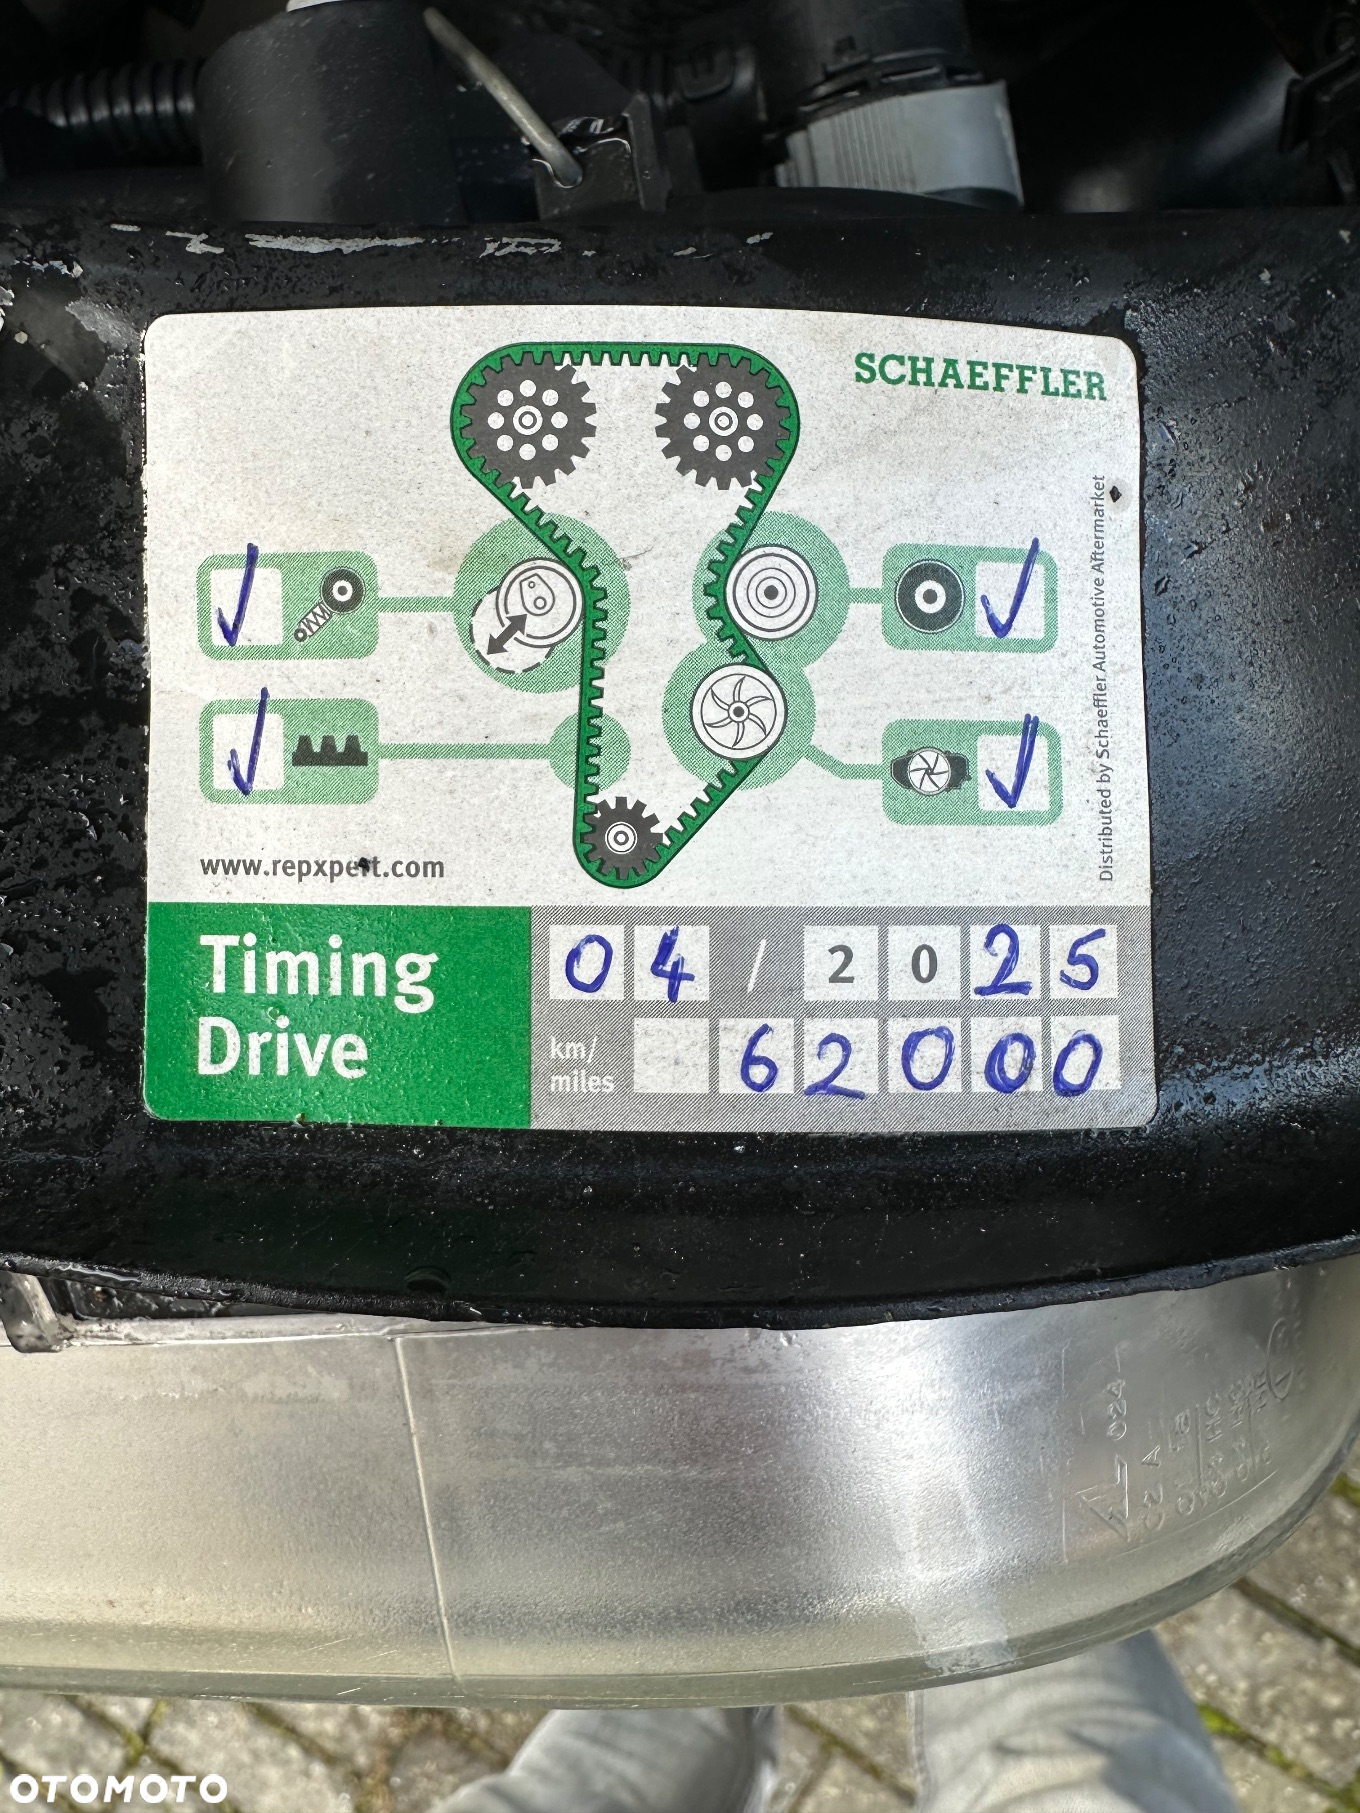 SCHAEFFLER
Distributed by Schaeffler Automotive Aftermarket
www.repxpert.com
Timing
Drive
04 / 2025
km/
miles
62000
OTOMOTO